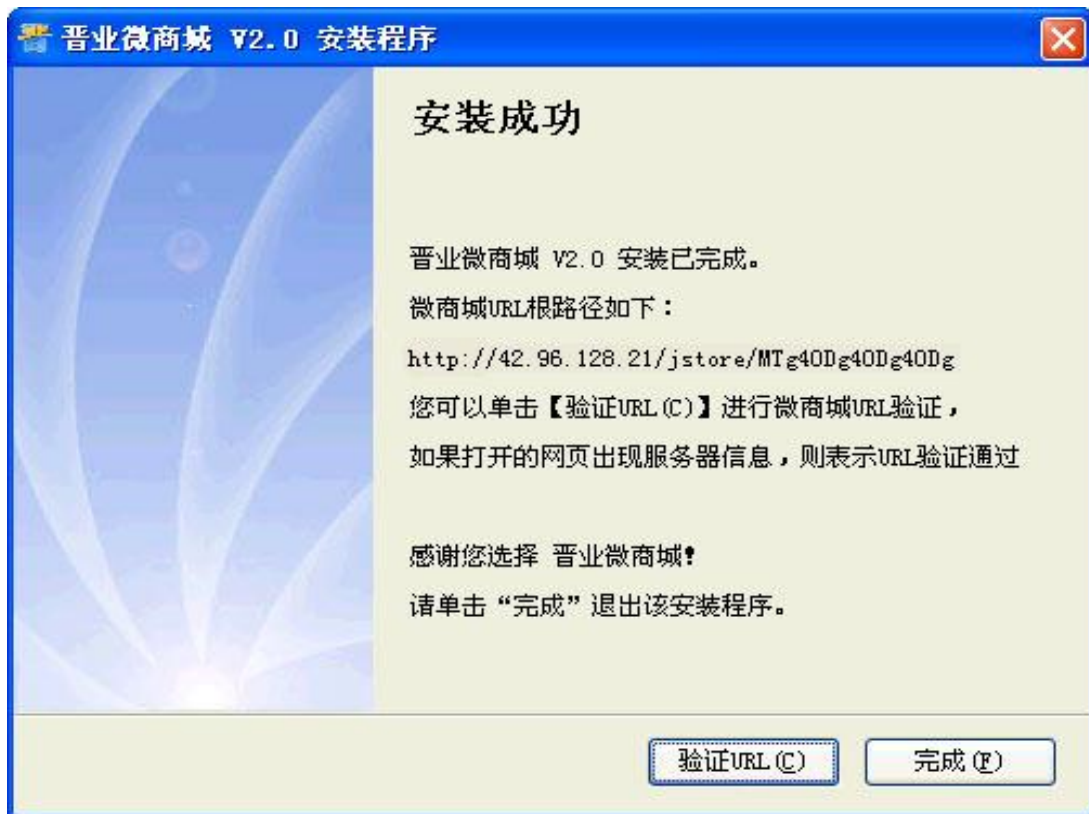 晋业微商城 V2.0 安装程序
安装成功
晋业微商城 V2.0 安装已完成。
微商城URL根路径如下：
http://42.96.128.21/jstore/MTg4ODg4ODg4ODg
您可以单击【验证URL(C)】进行微商城URL验证，
如果打开的网页出现服务器信息，则表示URL验证通过
感谢您选择 晋业微商城!
请单击“完成”退出该安装程序。
验证URL(C)
完成(F)